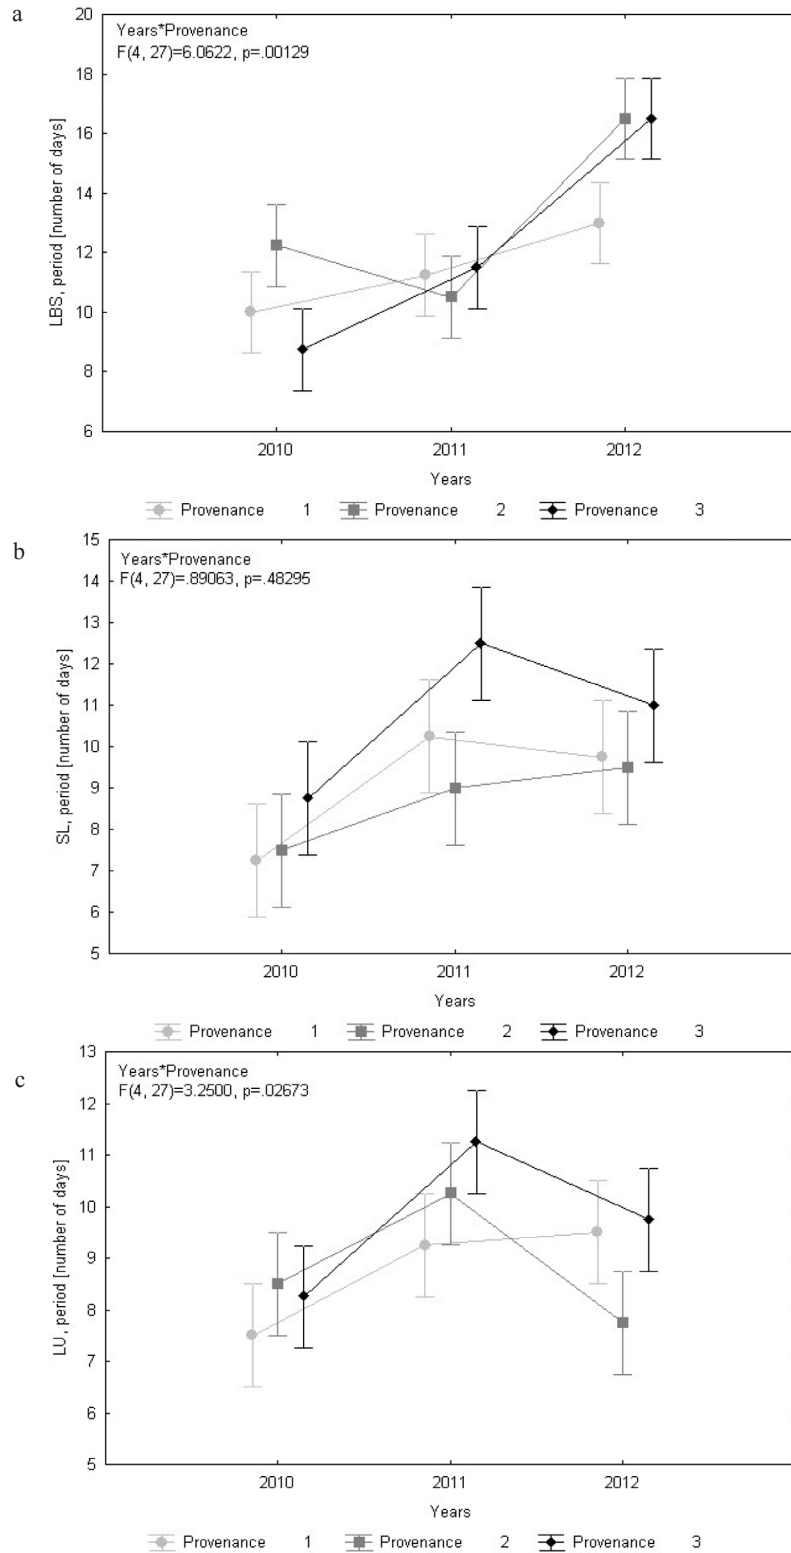 a
Years*Provenance
F(4, 27)=6.0622, p=.00129
LBS, period [number of days]
20
18
16
14
12
10
8
6
2010 2011 2012
Years
Provenance 1 Provenance 2 Provenance 3
b
Years*Provenance
F(4, 27)=.89063, p=.48295
SL, period [number of days]
15
14
13
12
11
10
9
8
7
6
5
2010 2011 2012
Years
Provenance 1 Provenance 2 Provenance 3
c
Years*Provenance
F(4, 27)=3.2500, p=.02673
LU, period [number of days]
13
12
11
10
9
8
7
6
5
2010 2011 2012
Years
Provenance 1 Provenance 2 Provenance 3